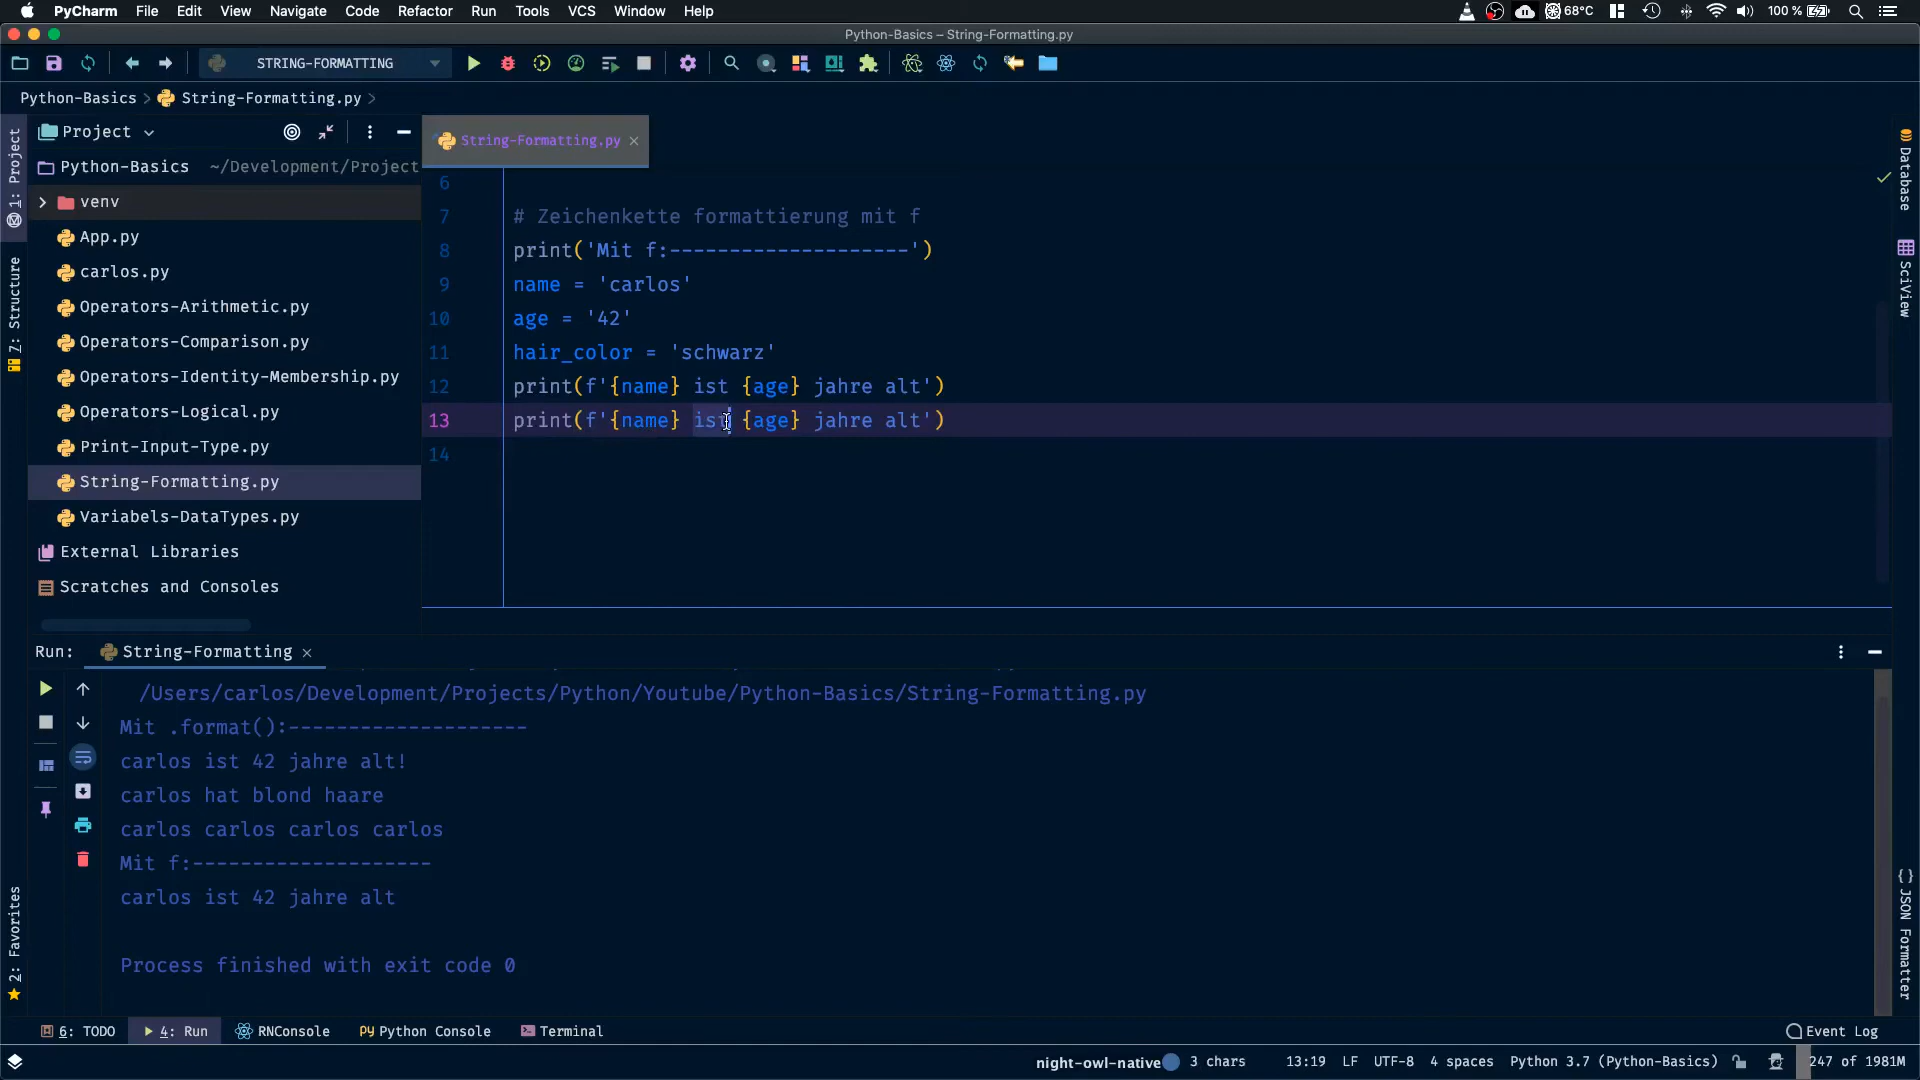 PyCharm File Edit View Navigate Code Refactor Run Tools VCS Window Help 68°C 100 %
Python-Basics – String-Formatting.py
STRING-FORMATTING
Python-Basics String-Formatting.py
Project
String-Formatting.py
Python-Basics ~/Development/Project
venv
App.py
carlos.py
Operators-Arithmetic.py
Operators-Comparison.py
Operators-Identity-Membership.py
Operators-Logical.py
Print-Input-Type.py
String-Formatting.py
Variabels-DataTypes.py
External Libraries
Scratches and Consoles
1: Project
7: Structure
2: Favorites
6
7 # Zeichenkette formattierung mit f
8 print('Mit f:--------------------')
9 name = 'carlos'
10 age = '42'
11 hair_color = 'schwarz'
12 print(f'{name} ist {age} jahre alt')
13 print(f'{name} ist {age} jahre alt')
14
Database
SciView
JSON Formatter
Run: String-Formatting
/Users/carlos/Development/Projects/Python/Youtube/Python-Basics/String-Formatting.py
Mit .format():--------------------
carlos ist 42 jahre alt!
carlos hat blond haare
carlos carlos carlos carlos
Mit f:--------------------
carlos ist 42 jahre alt
Process finished with exit code 0
6: TODO 4: Run RNConsole Python Console Terminal Event Log
night-owl-native 3 chars 13:19 LF UTF-8 4 spaces Python 3.7 (Python-Basics) 247 of 1981M